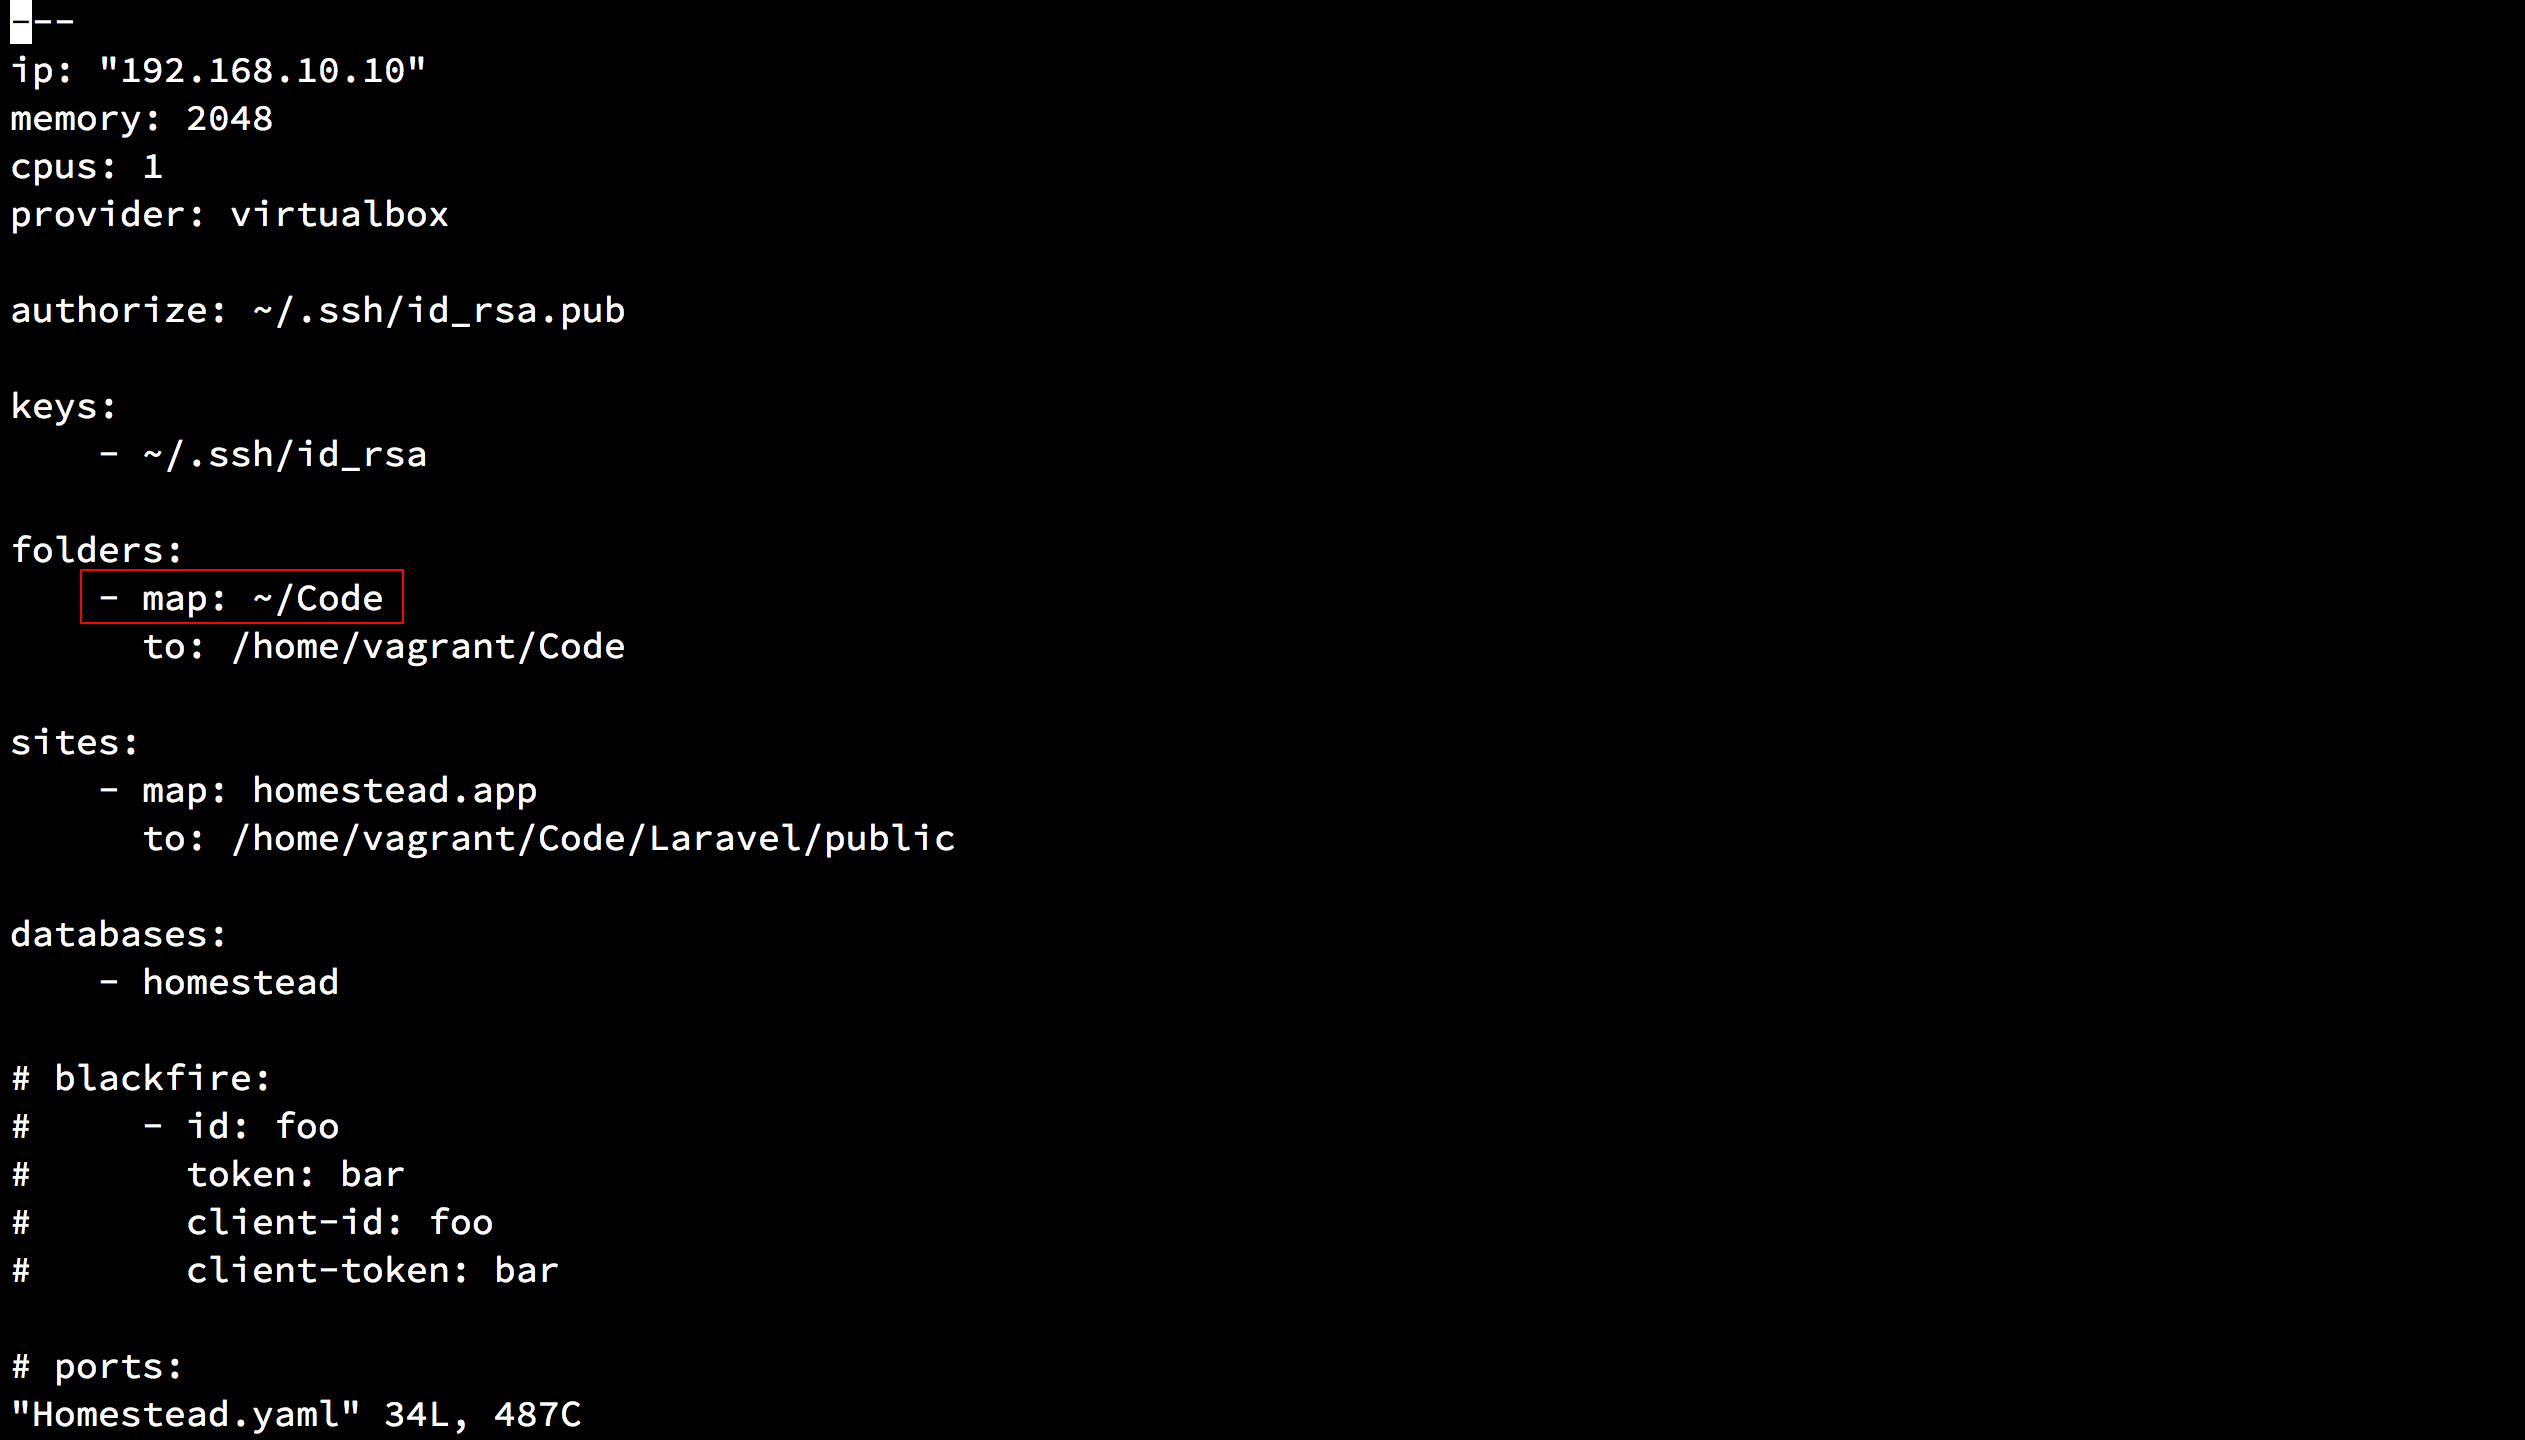 ---
ip: "192.168.10.10"
memory: 2048
cpus: 1
provider: virtualbox

authorize: ~/.ssh/id_rsa.pub

keys:
    - ~/.ssh/id_rsa

folders:
    - map: ~/Code
      to: /home/vagrant/Code

sites:
    - map: homestead.app
      to: /home/vagrant/Code/Laravel/public

databases:
    - homestead

# blackfire:
#     - id: foo
#       token: bar
#       client-id: foo
#       client-token: bar

# ports:
"Homestead.yaml" 34L, 487C